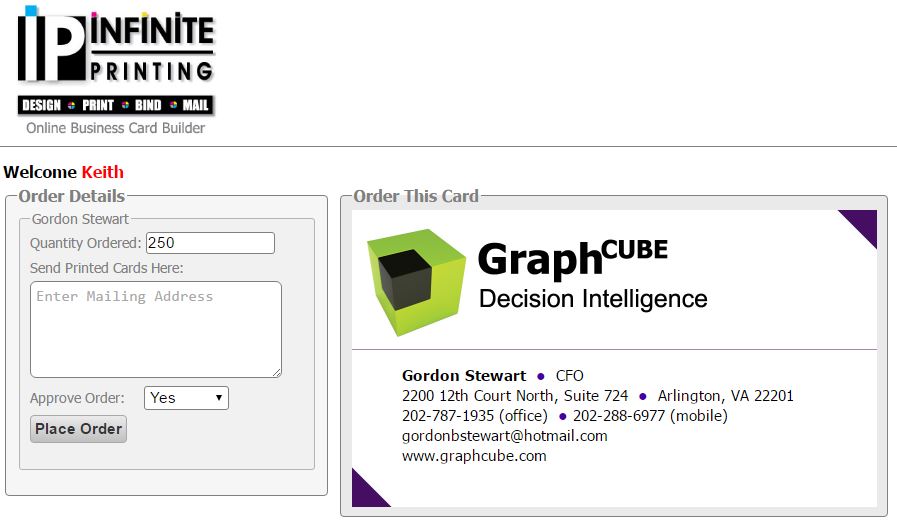 iP iNFiNiTE
PRINTING
DESIGN • PRINT • BIND • MAIL
Online Business Card Builder
Welcome Keith
Order Details
Gordon Stewart
Quantity Ordered: 250
Send Printed Cards Here:
Enter Mailing Address
Approve Order: Yes
Place Order
Order This Card
GraphCUBE
Decision Intelligence
Gordon Stewart • CFO
2200 12th Court North, Suite 724 • Arlington, VA 22201
202-787-1935 (office) • 202-288-6977 (mobile)
gordonbstewart@hotmail.com
www.graphcube.com